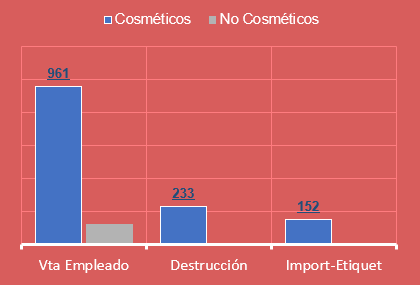 Cosméticos No Cosméticos
961
233
152
Vta Empleado Destrucción Import-Etiquet